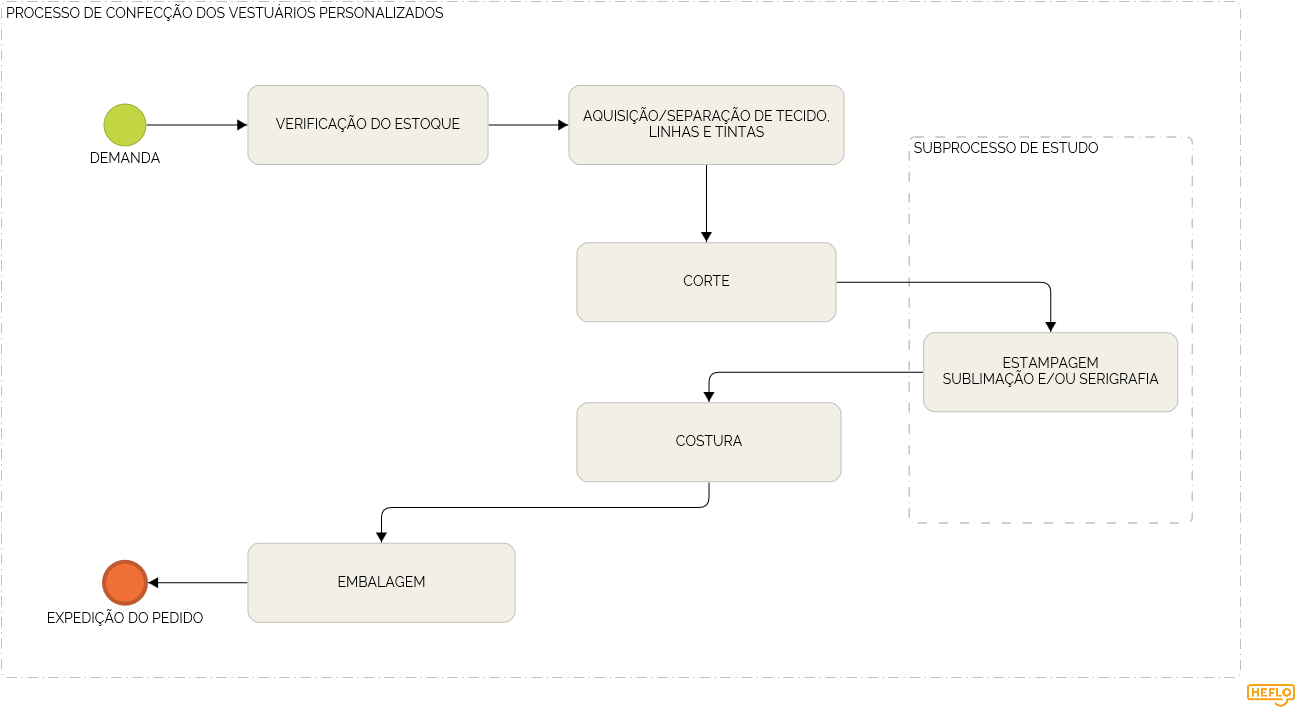 PROCESSO DE CONFECÇÃO DOS VESTUÁRIOS PERSONALIZADOS
DEMANDA
VERIFICAÇÃO DO ESTOQUE
AQUISIÇÃO/SEPARAÇÃO DE TECIDO,
LINHAS E TINTAS
SUBPROCESSO DE ESTUDO
CORTE
ESTAMPAGEM
SUBLIMAÇÃO E/OU SERIGRAFIA
COSTURA
EMBALAGEM
EXPEDIÇÃO DO PEDIDO
HEFLO